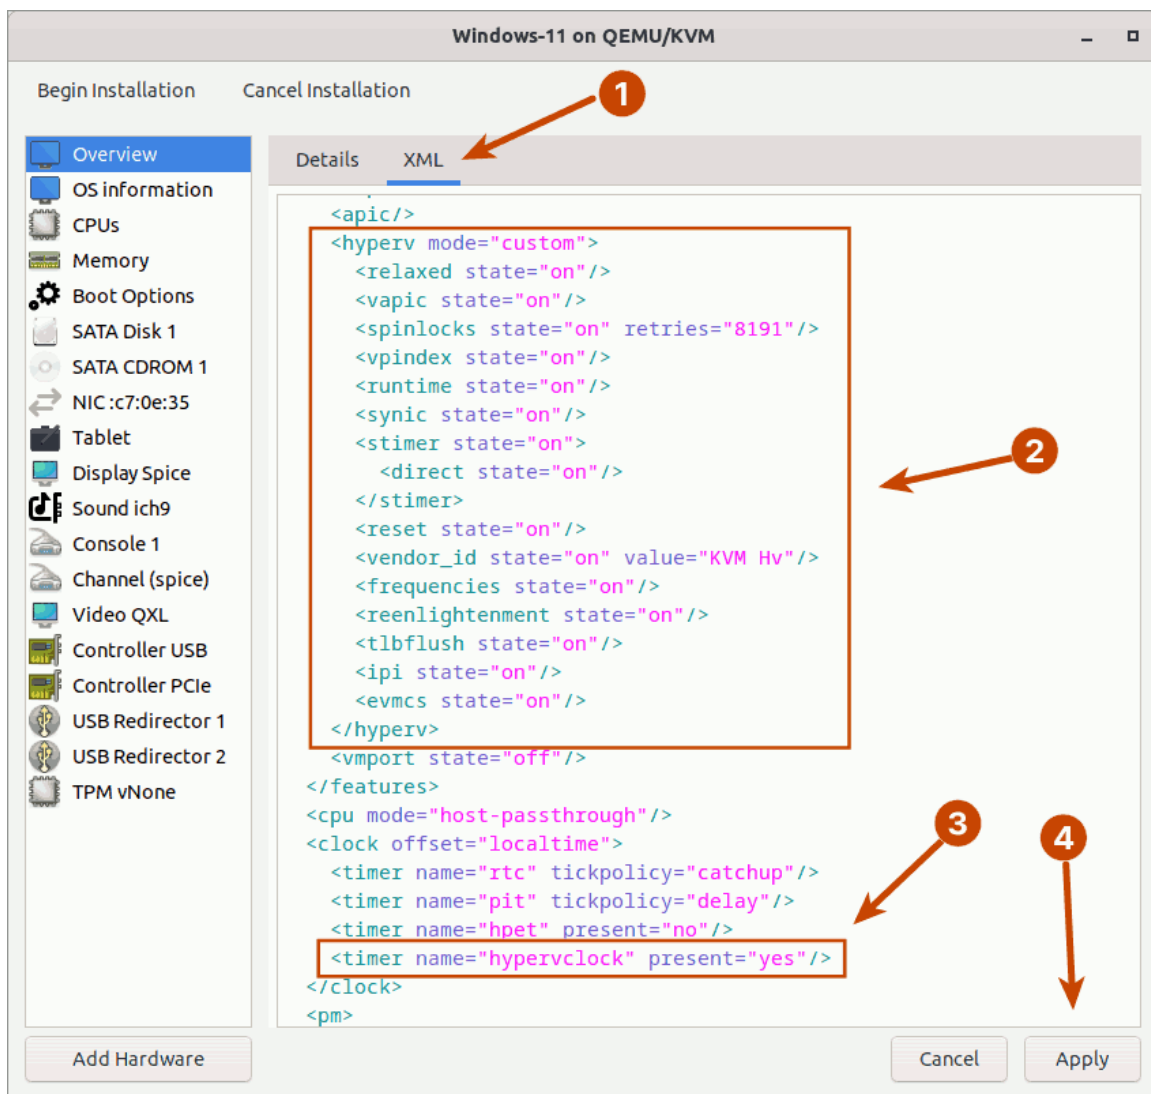 Windows-11 on QEMU/KVM
Begin Installation Cancel Installation
1
Overview
OS information
CPUs
Memory
Boot Options
SATA Disk 1
SATA CDROM 1
NIC :c7:0e:35
Tablet
Display Spice
Sound ich9
Console 1
Channel (spice)
Video QXL
Controller USB
Controller PCIe
USB Redirector 1
USB Redirector 2
TPM vNone
Details XML
<apic/>
<hyperv mode="custom">
<relaxed state="on"/>
<vapic state="on"/>
<spinlocks state="on" retries="8191"/>
<vpindex state="on"/>
<runtime state="on"/>
<synic state="on"/>
<stimer state="on">
<direct state="on"/>
</stimer>
<reset state="on"/>
<vendor_id state="on" value="KVM Hv"/>
<frequencies state="on"/>
<reenlightenment state="on"/>
<tlbflush state="on"/>
<ipi state="on"/>
<evmcs state="on"/>
</hyperv>
<vmport state="off"/>
</features>
<cpu mode="host-passthrough"/>
<clock offset="localtime">
<timer name="rtc" tickpolicy="catchup"/>
<timer name="pit" tickpolicy="delay"/>
<timer name="hpet" present="no"/>
<timer name="hypervclock" present="yes"/>
</clock>
<pm>
2
3
4
Add Hardware Cancel Apply